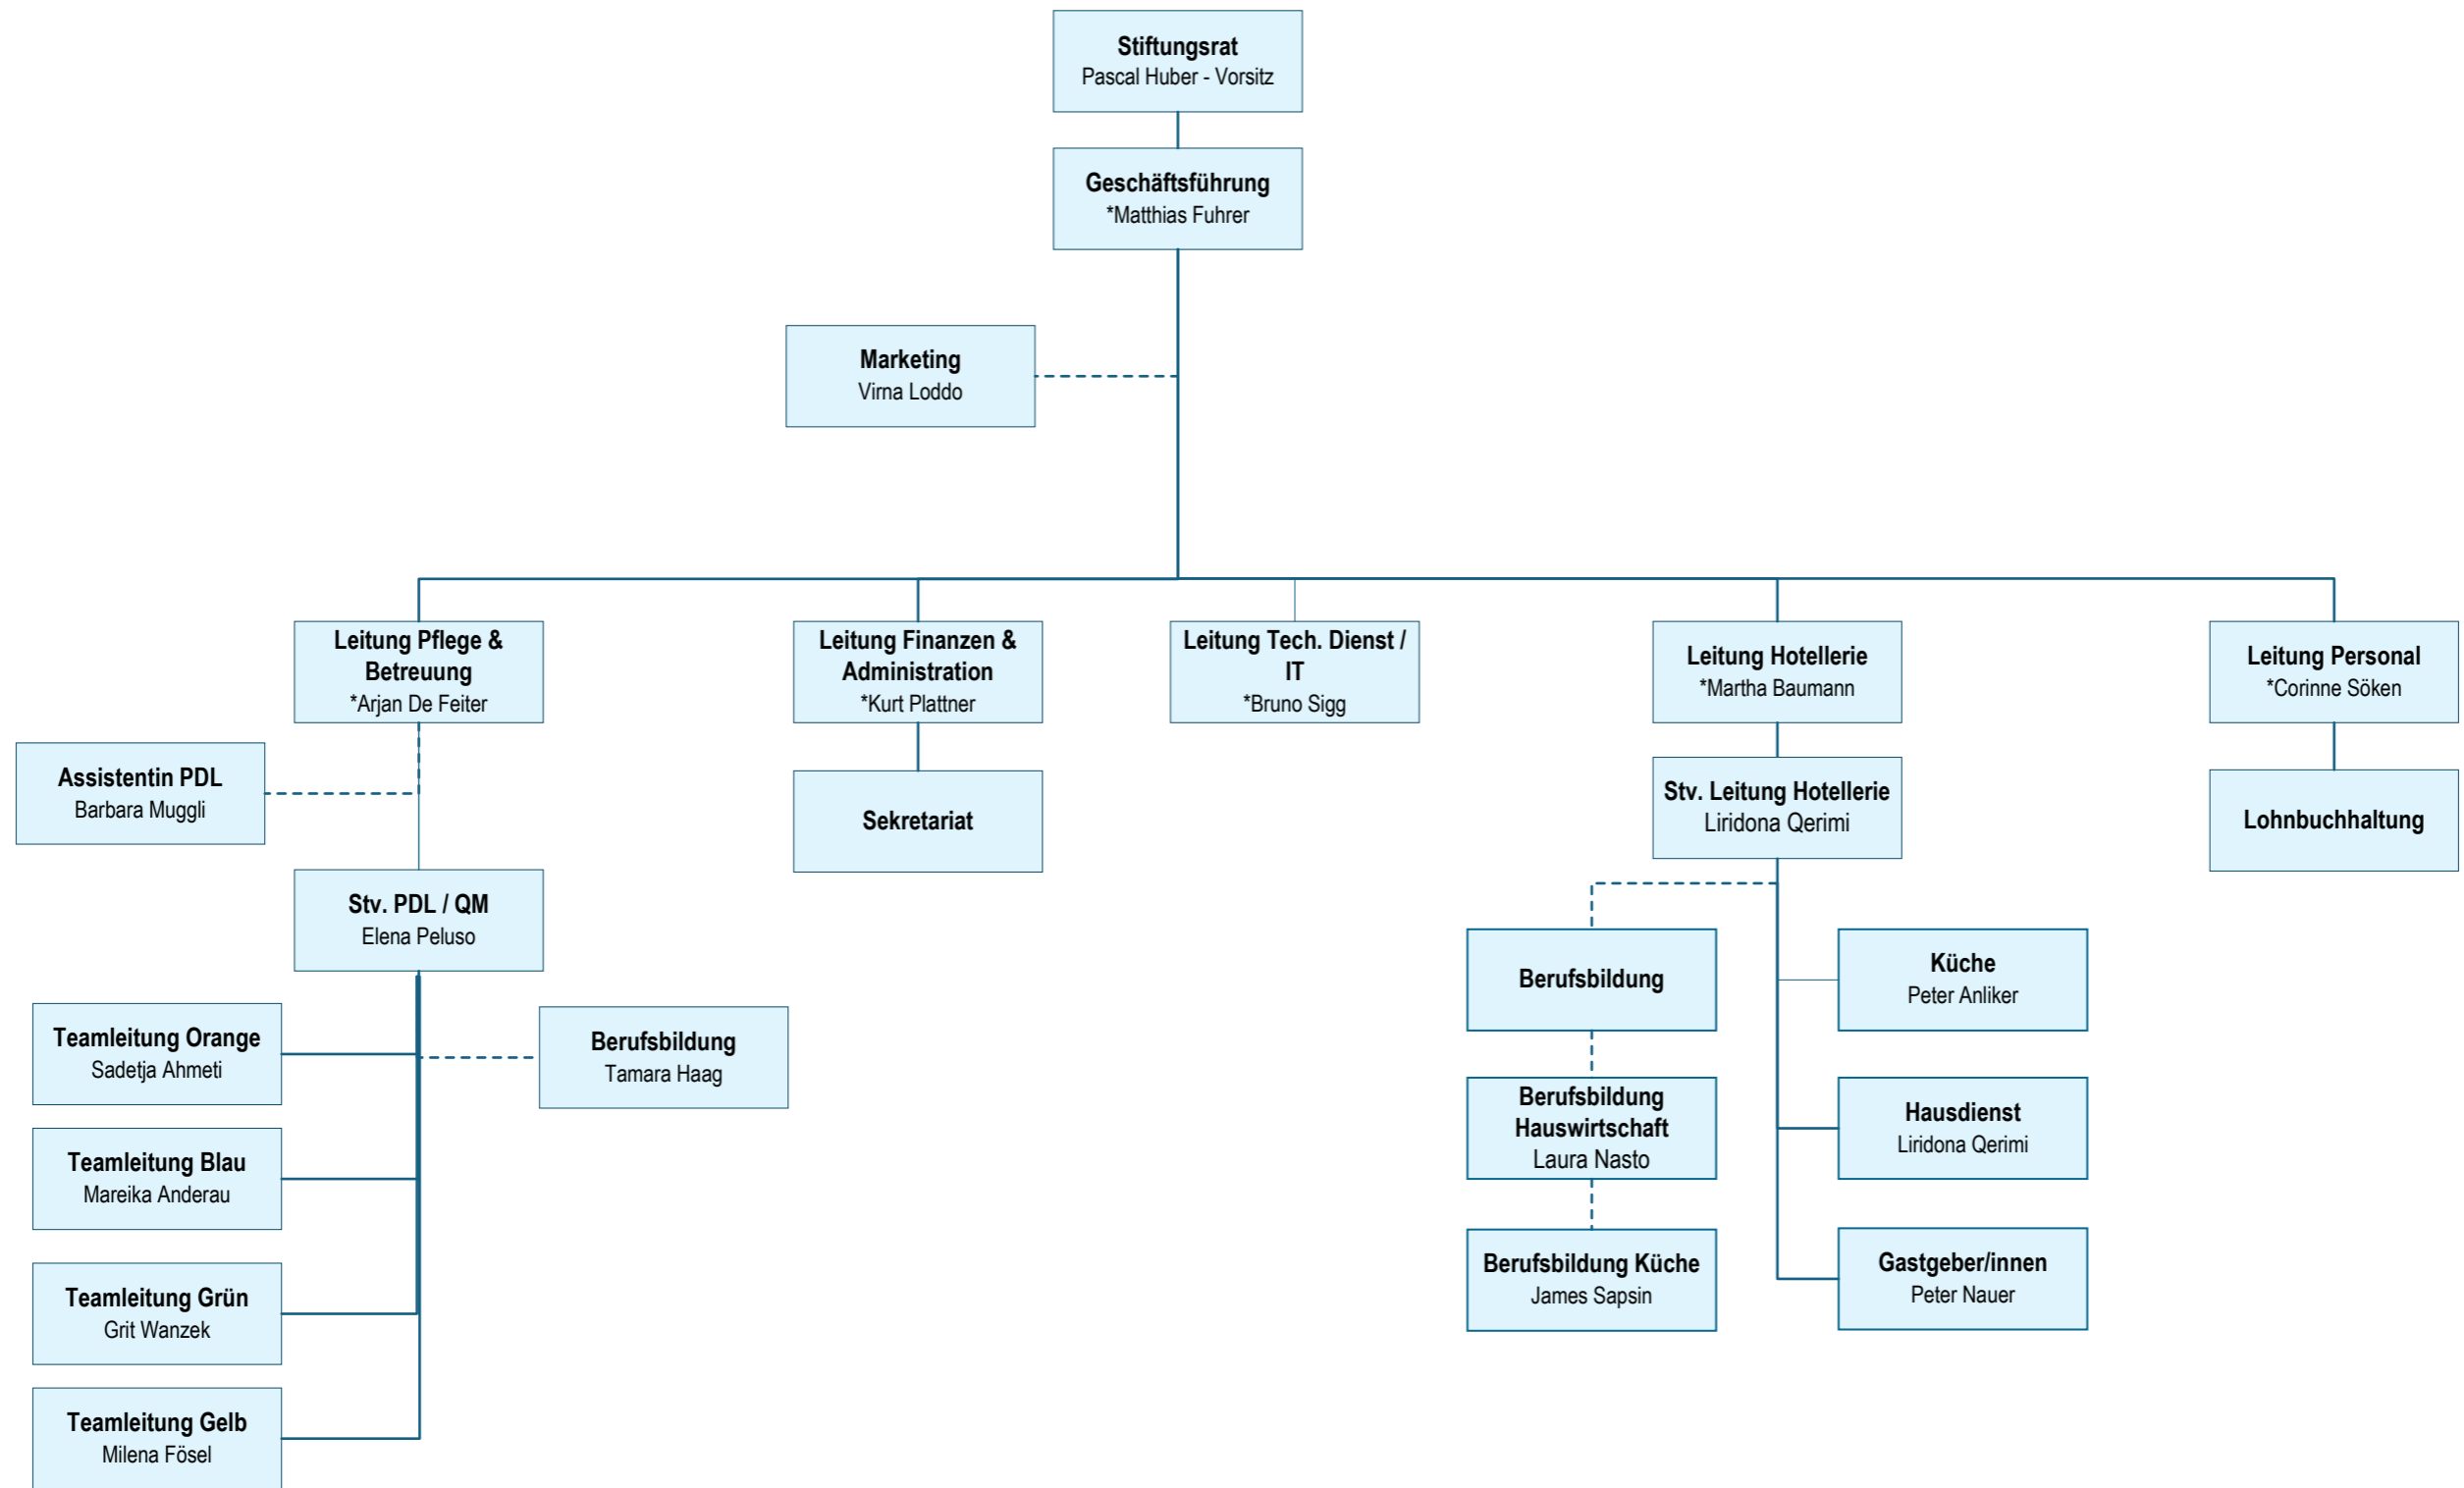 Stiftungsrat
Pascal Huber - Vorsitz
Geschäftsführung
*Matthias Fuhrer
Marketing
Virna Loddo
Leitung Pflege &
Betreuung
*Arjan De Feiter
Leitung Finanzen &
Administration
*Kurt Plattner
Leitung Tech. Dienst /
IT
*Bruno Sigg
Leitung Hotellerie
*Martha Baumann
Leitung Personal
*Corinne Söken
Assistentin PDL
Barbara Muggli
Sekretariat
Stv. Leitung Hotellerie
Liridona Qerimi
Lohnbuchhaltung
Stv. PDL / QM
Elena Peluso
Teamleitung Orange
Sadetja Ahmeti
Berufsbildung
Tamara Haag
Teamleitung Blau
Mareika Anderau
Teamleitung Grün
Grit Wanzek
Teamleitung Gelb
Milena Fösel
Berufsbildung
Küche
Peter Anliker
Berufsbildung
Hauswirtschaft
Laura Nasto
Hausdienst
Liridona Qerimi
Berufsbildung Küche
James Sapsin
Gastgeber/innen
Peter Nauer